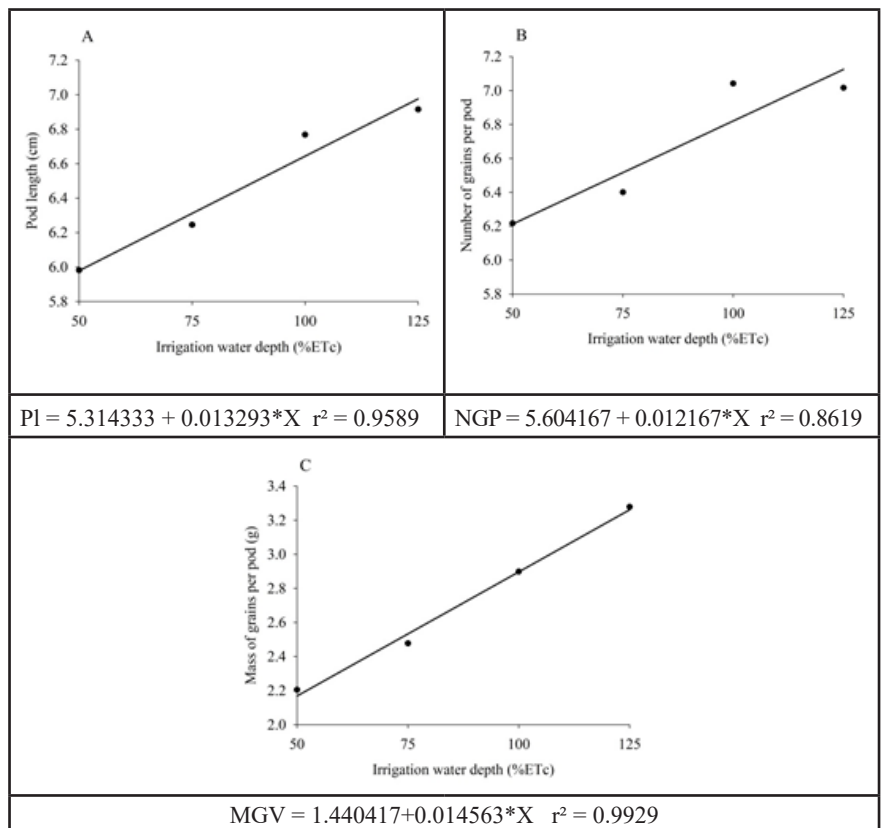 A
7.2
7.0
6.8
6.6
6.4
6.2
6.0
5.8
Pod length (cm)
50 75 100 125
Irrigation water depth (%ETc)
B
7.2
7.0
6.8
6.6
6.4
6.2
6.0
5.8
Number of grains per pod
50 75 100 125
Irrigation water depth (%ETc)
Pl = 5.314333 + 0.013293*X r² = 0.9589
NGP = 5.604167 + 0.012167*X r² = 0.8619
C
3.4
3.2
3.0
2.8
2.6
2.4
2.2
2.0
Mass of grains per pod (g)
50 75 100 125
Irrigation water depth (%ETc)
MGV = 1.440417+0.014563*X r² = 0.9929